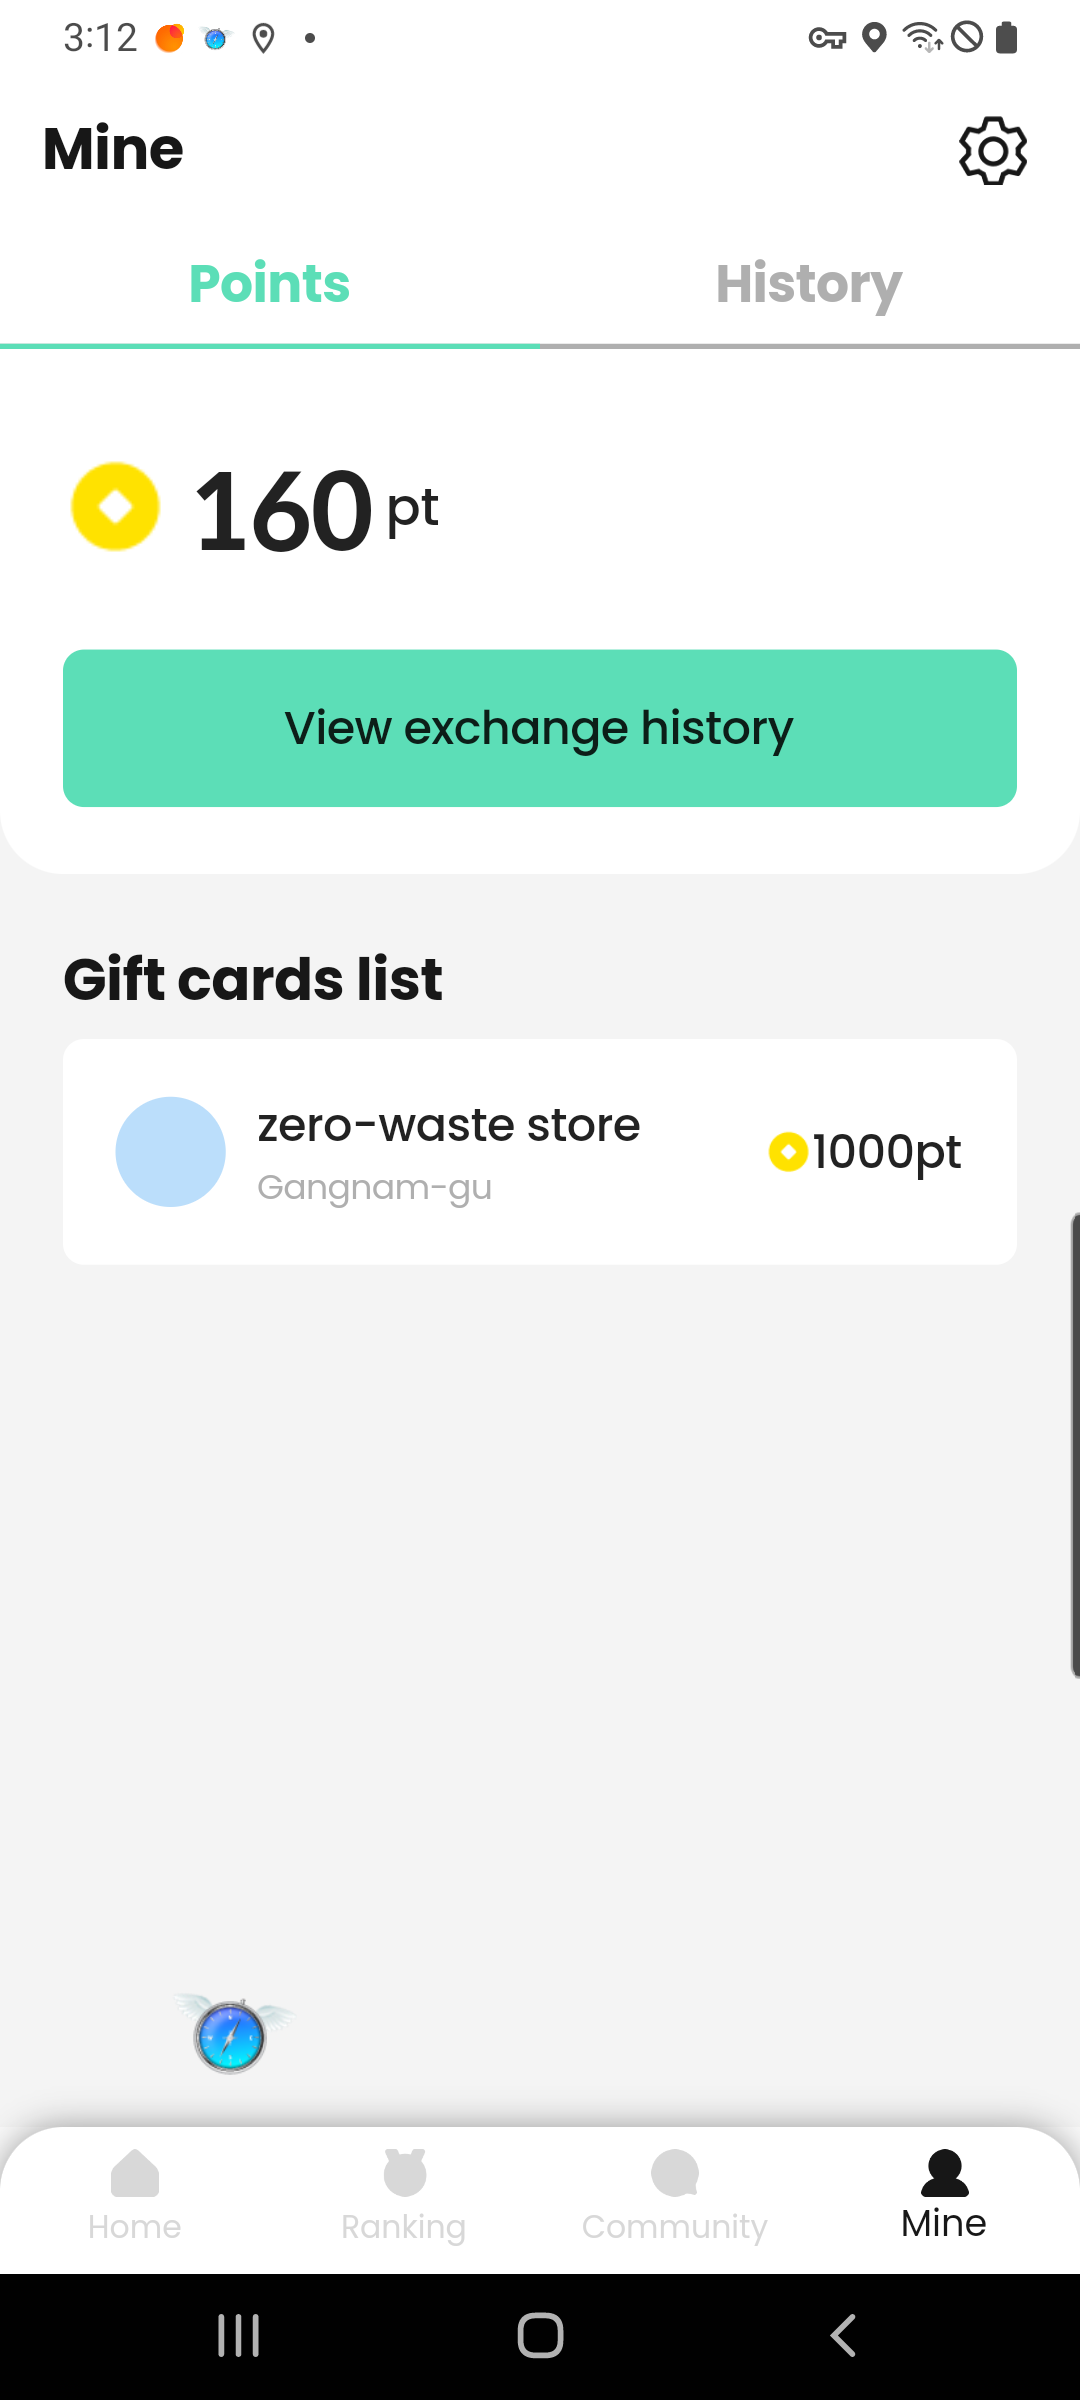 3:12
Mine
Points
History
160 pt
View exchange history
Gift cards list
zero-waste store
Gangnam-gu
1000pt
Home
Ranking
Community
Mine